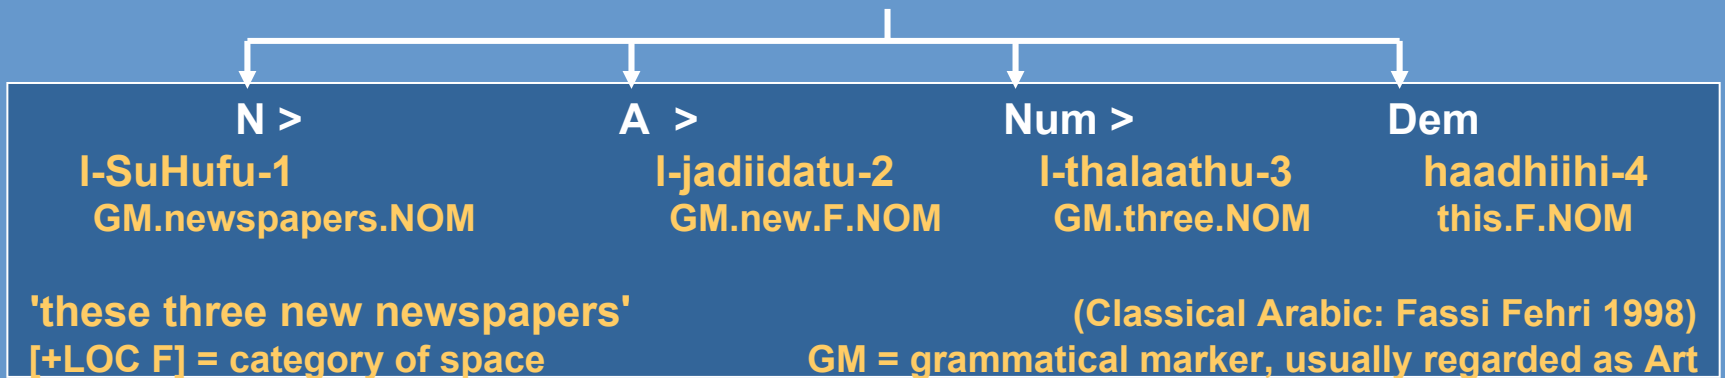 N > A > Num > Dem
l-SuHufu-1 l-jadiidatu-2 l-thalaathu-3 haadhiihi-4
GM.newspapers.NOM GM.new.F.NOM GM.three.NOM this.F.NOM
'these three new newspapers' (Classical Arabic: Fassi Fehri 1998)
[+LOC F] = category of space GM = grammatical marker, usually regarded as Art